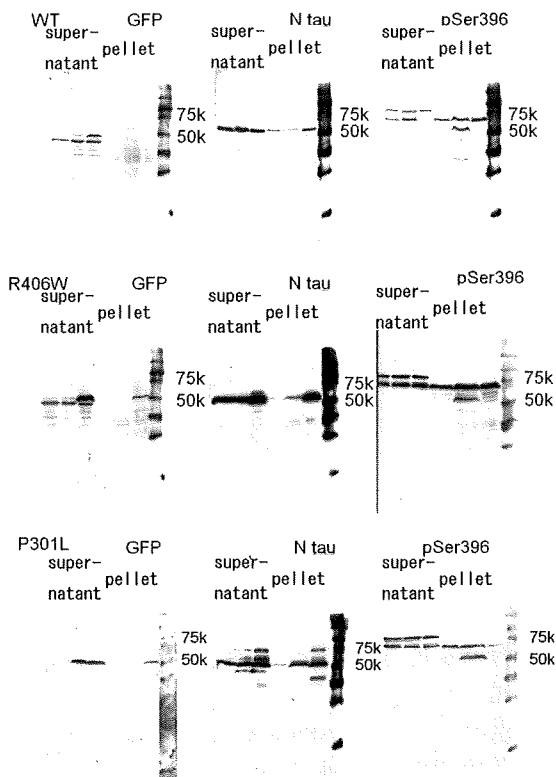 WT GFP N tau pSer396
super- super- super-
natant pellet natant pellet natant pellet
75k 75k 75k
50k 50k 50k
R406W GFP N tau pSer396
super- super- super-
natant pellet natant pellet natant pellet
75k 75k 75k
50k 50k 50k
P301L GFP N tau pSer396
super- super- super-
natant pellet natant pellet natant pellet
75k 75k 75k
50k 50k 50k